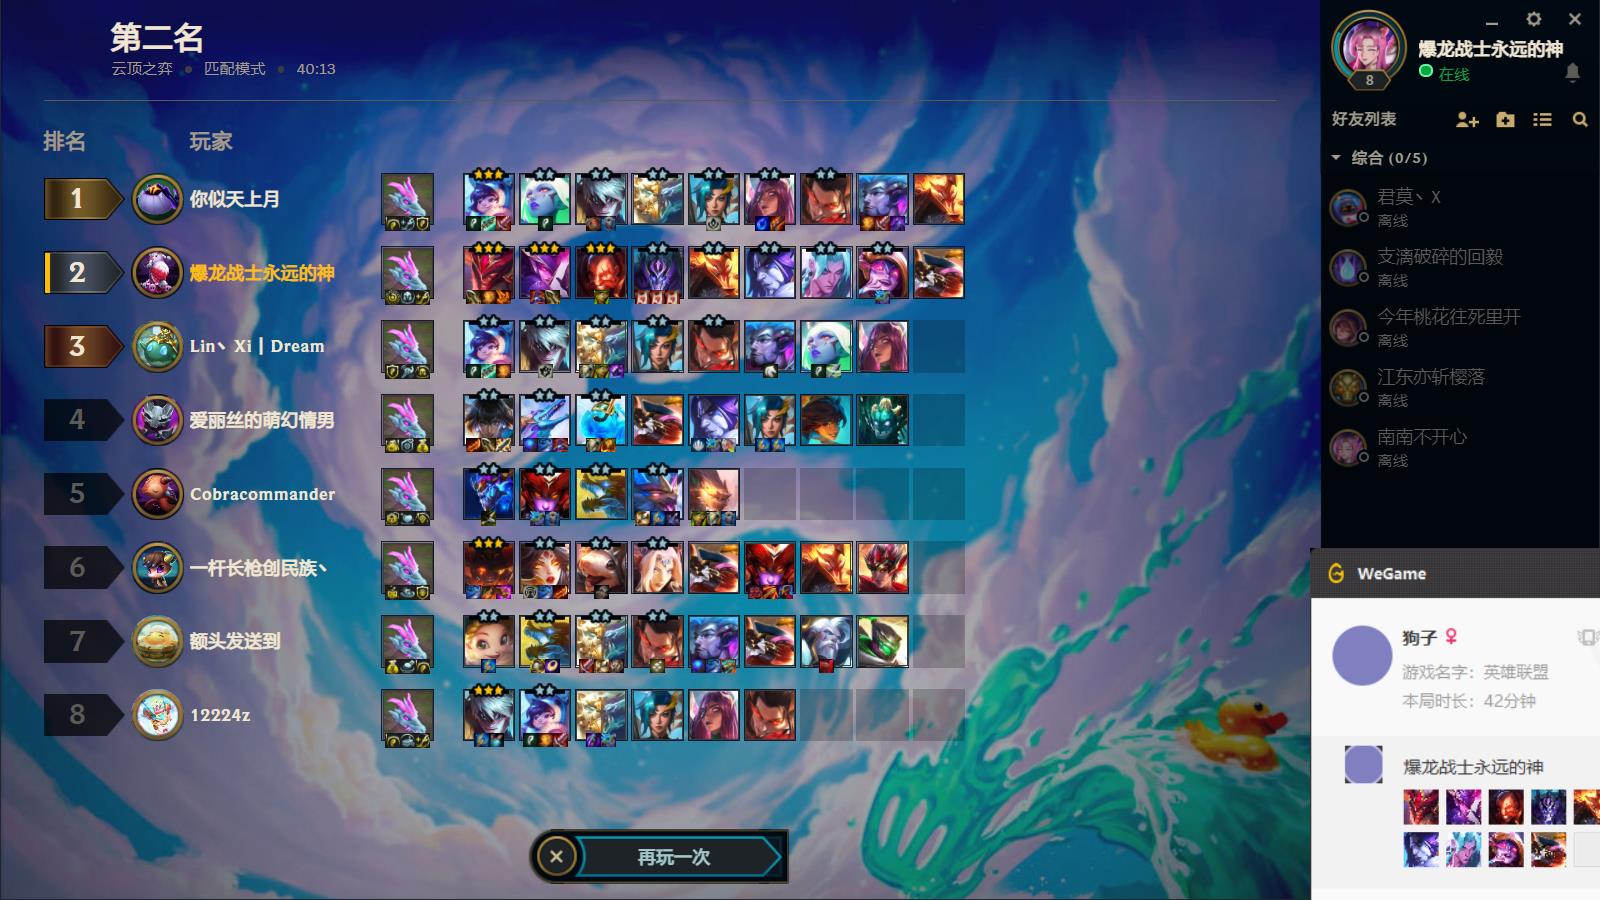 第二名
云顶之弈 • 匹配模式 • 40:13
排名 玩家
1 你似天上月
2 爆龙战士永远的神
3 Lin丶Xi丨Dream
4 爱丽丝的萌幻情男
5 Cobracommander
6 一杆长枪创民族丶
7 额头发送到
8 12224z
再玩一次
爆龙战士永远的神
8
在线
好友列表
综合 (0/5)
君莫丶X
离线
支漓破碎的回毅
离线
今年桃花往死里开
离线
江东亦斩樱落
离线
南南不开心
离线
WeGame
狗子
游戏名字：英雄联盟
本局时长：42分钟
爆龙战士永远的神